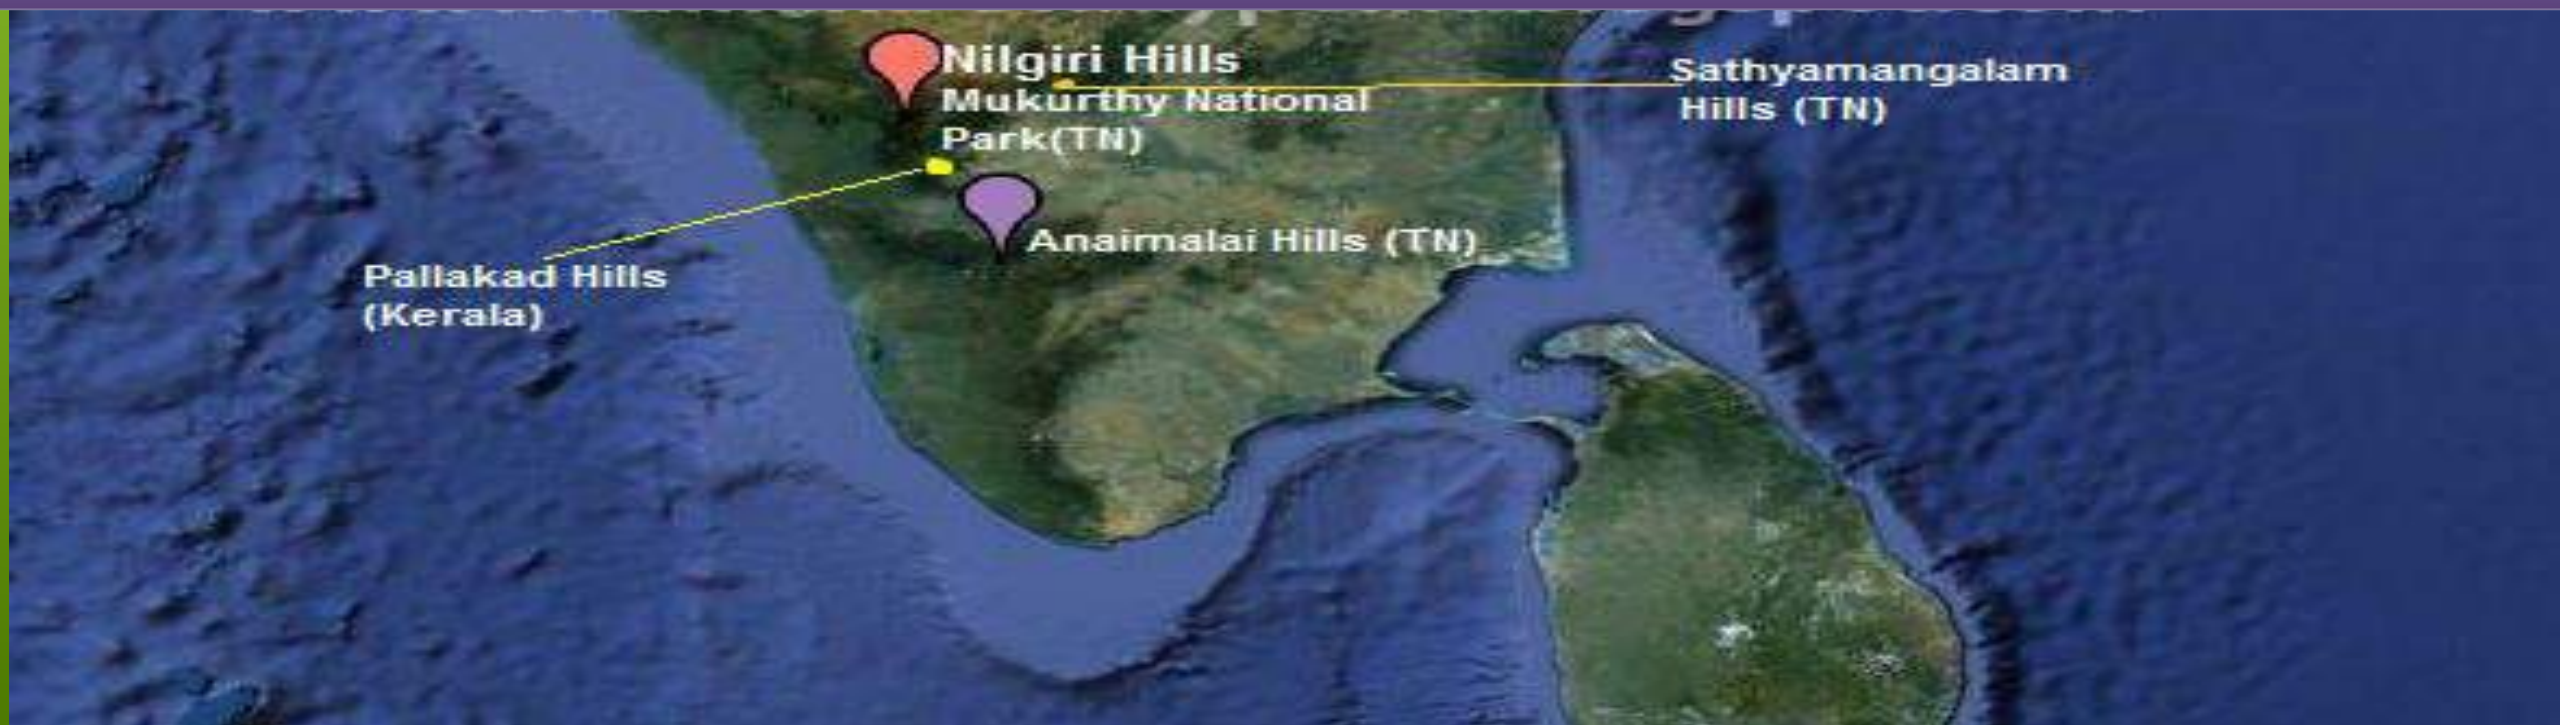 Nilgiri Hills
Mukurthy National
Park(TN)
Sathyamangalam
Hills (TN)
Anaimalai Hills (TN)
Pallakad Hills
(Kerala)